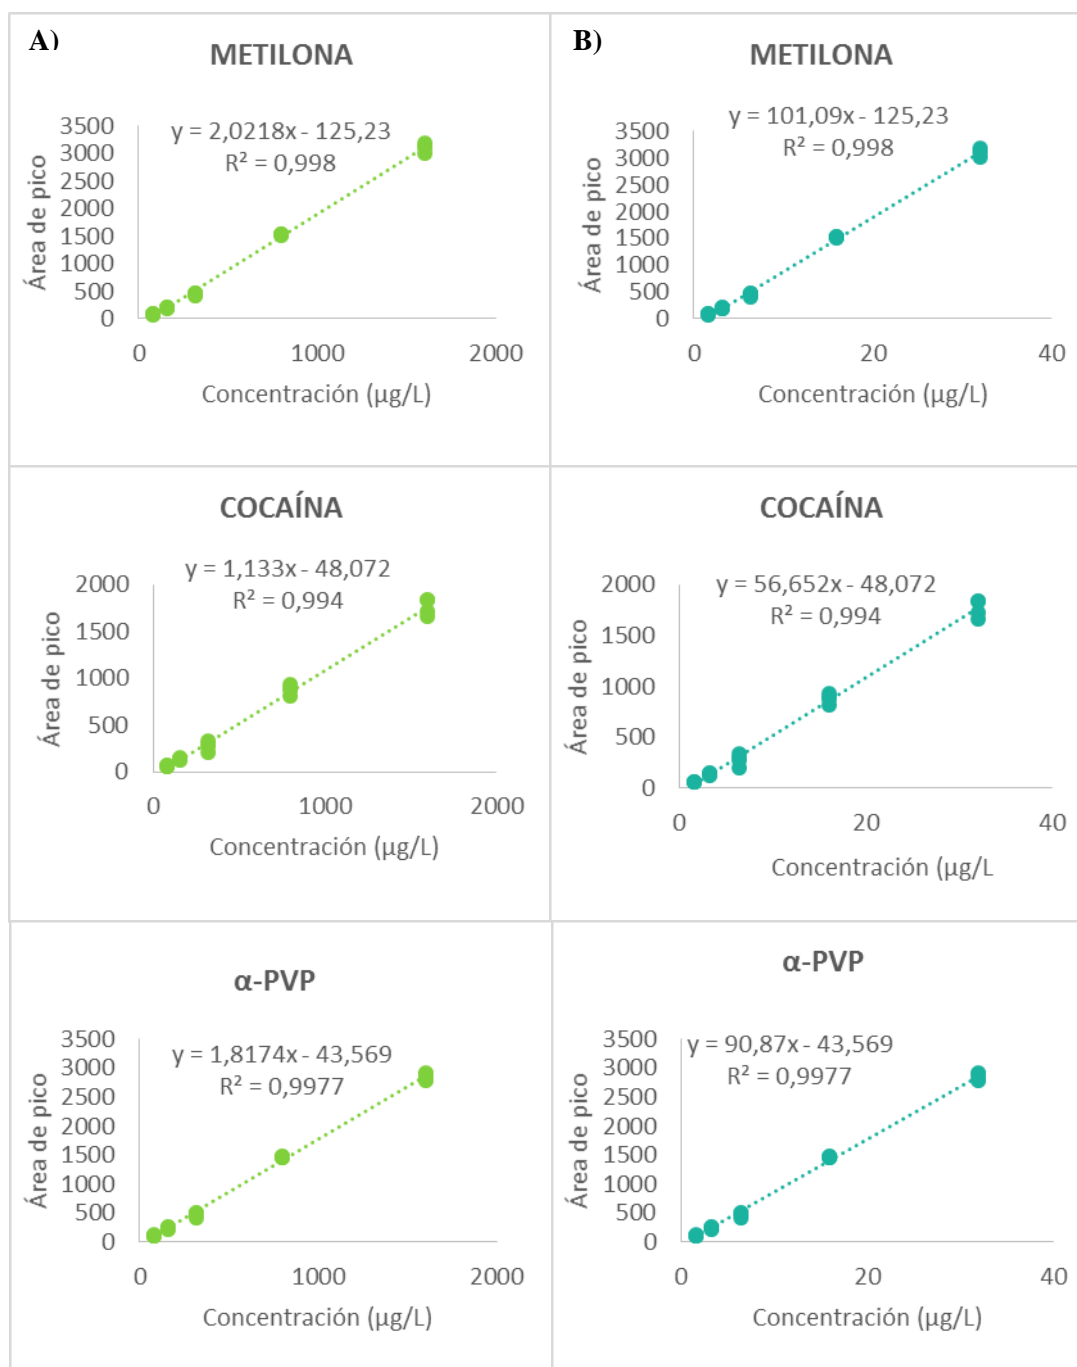 A)
METILONA
y = 2,0218x - 125,23
R² = 0,998
3500
3000
2500
2000
1500
1000
500
0
Área de pico
0 1000 2000
Concentración (µg/L)
B)
METILONA
y = 101,09x - 125,23
R² = 0,998
3500
3000
2500
2000
1500
1000
500
0
Área de pico
0 20 40
Concentración (µg/L)
COCAÍNA
y = 1,133x - 48,072
R² = 0,994
2000
1500
1000
500
0
Área de pico
0 1000 2000
Concentración (µg/L)
COCAÍNA
y = 56,652x - 48,072
R² = 0,994
2000
1500
1000
500
0
Área de pico
0 20 40
Concentración (µg/L
α-PVP
y = 1,8174x - 43,569
R² = 0,9977
3500
3000
2500
2000
1500
1000
500
0
Área de pico
0 1000 2000
Concentración (µg/L)
α-PVP
y = 90,87x - 43,569
R² = 0,9977
3500
3000
2500
2000
1500
1000
500
0
Área de pico
0 20 40
Concentración (µg/L)